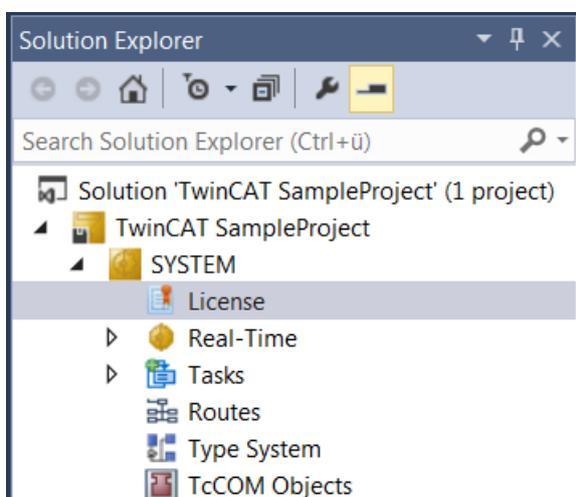 Solution Explorer
Search Solution Explorer (Ctrl+ü)
Solution 'TwinCAT SampleProject' (1 project)
TwinCAT SampleProject
SYSTEM
License
Real-Time
Tasks
Routes
Type System
TcCOM Objects